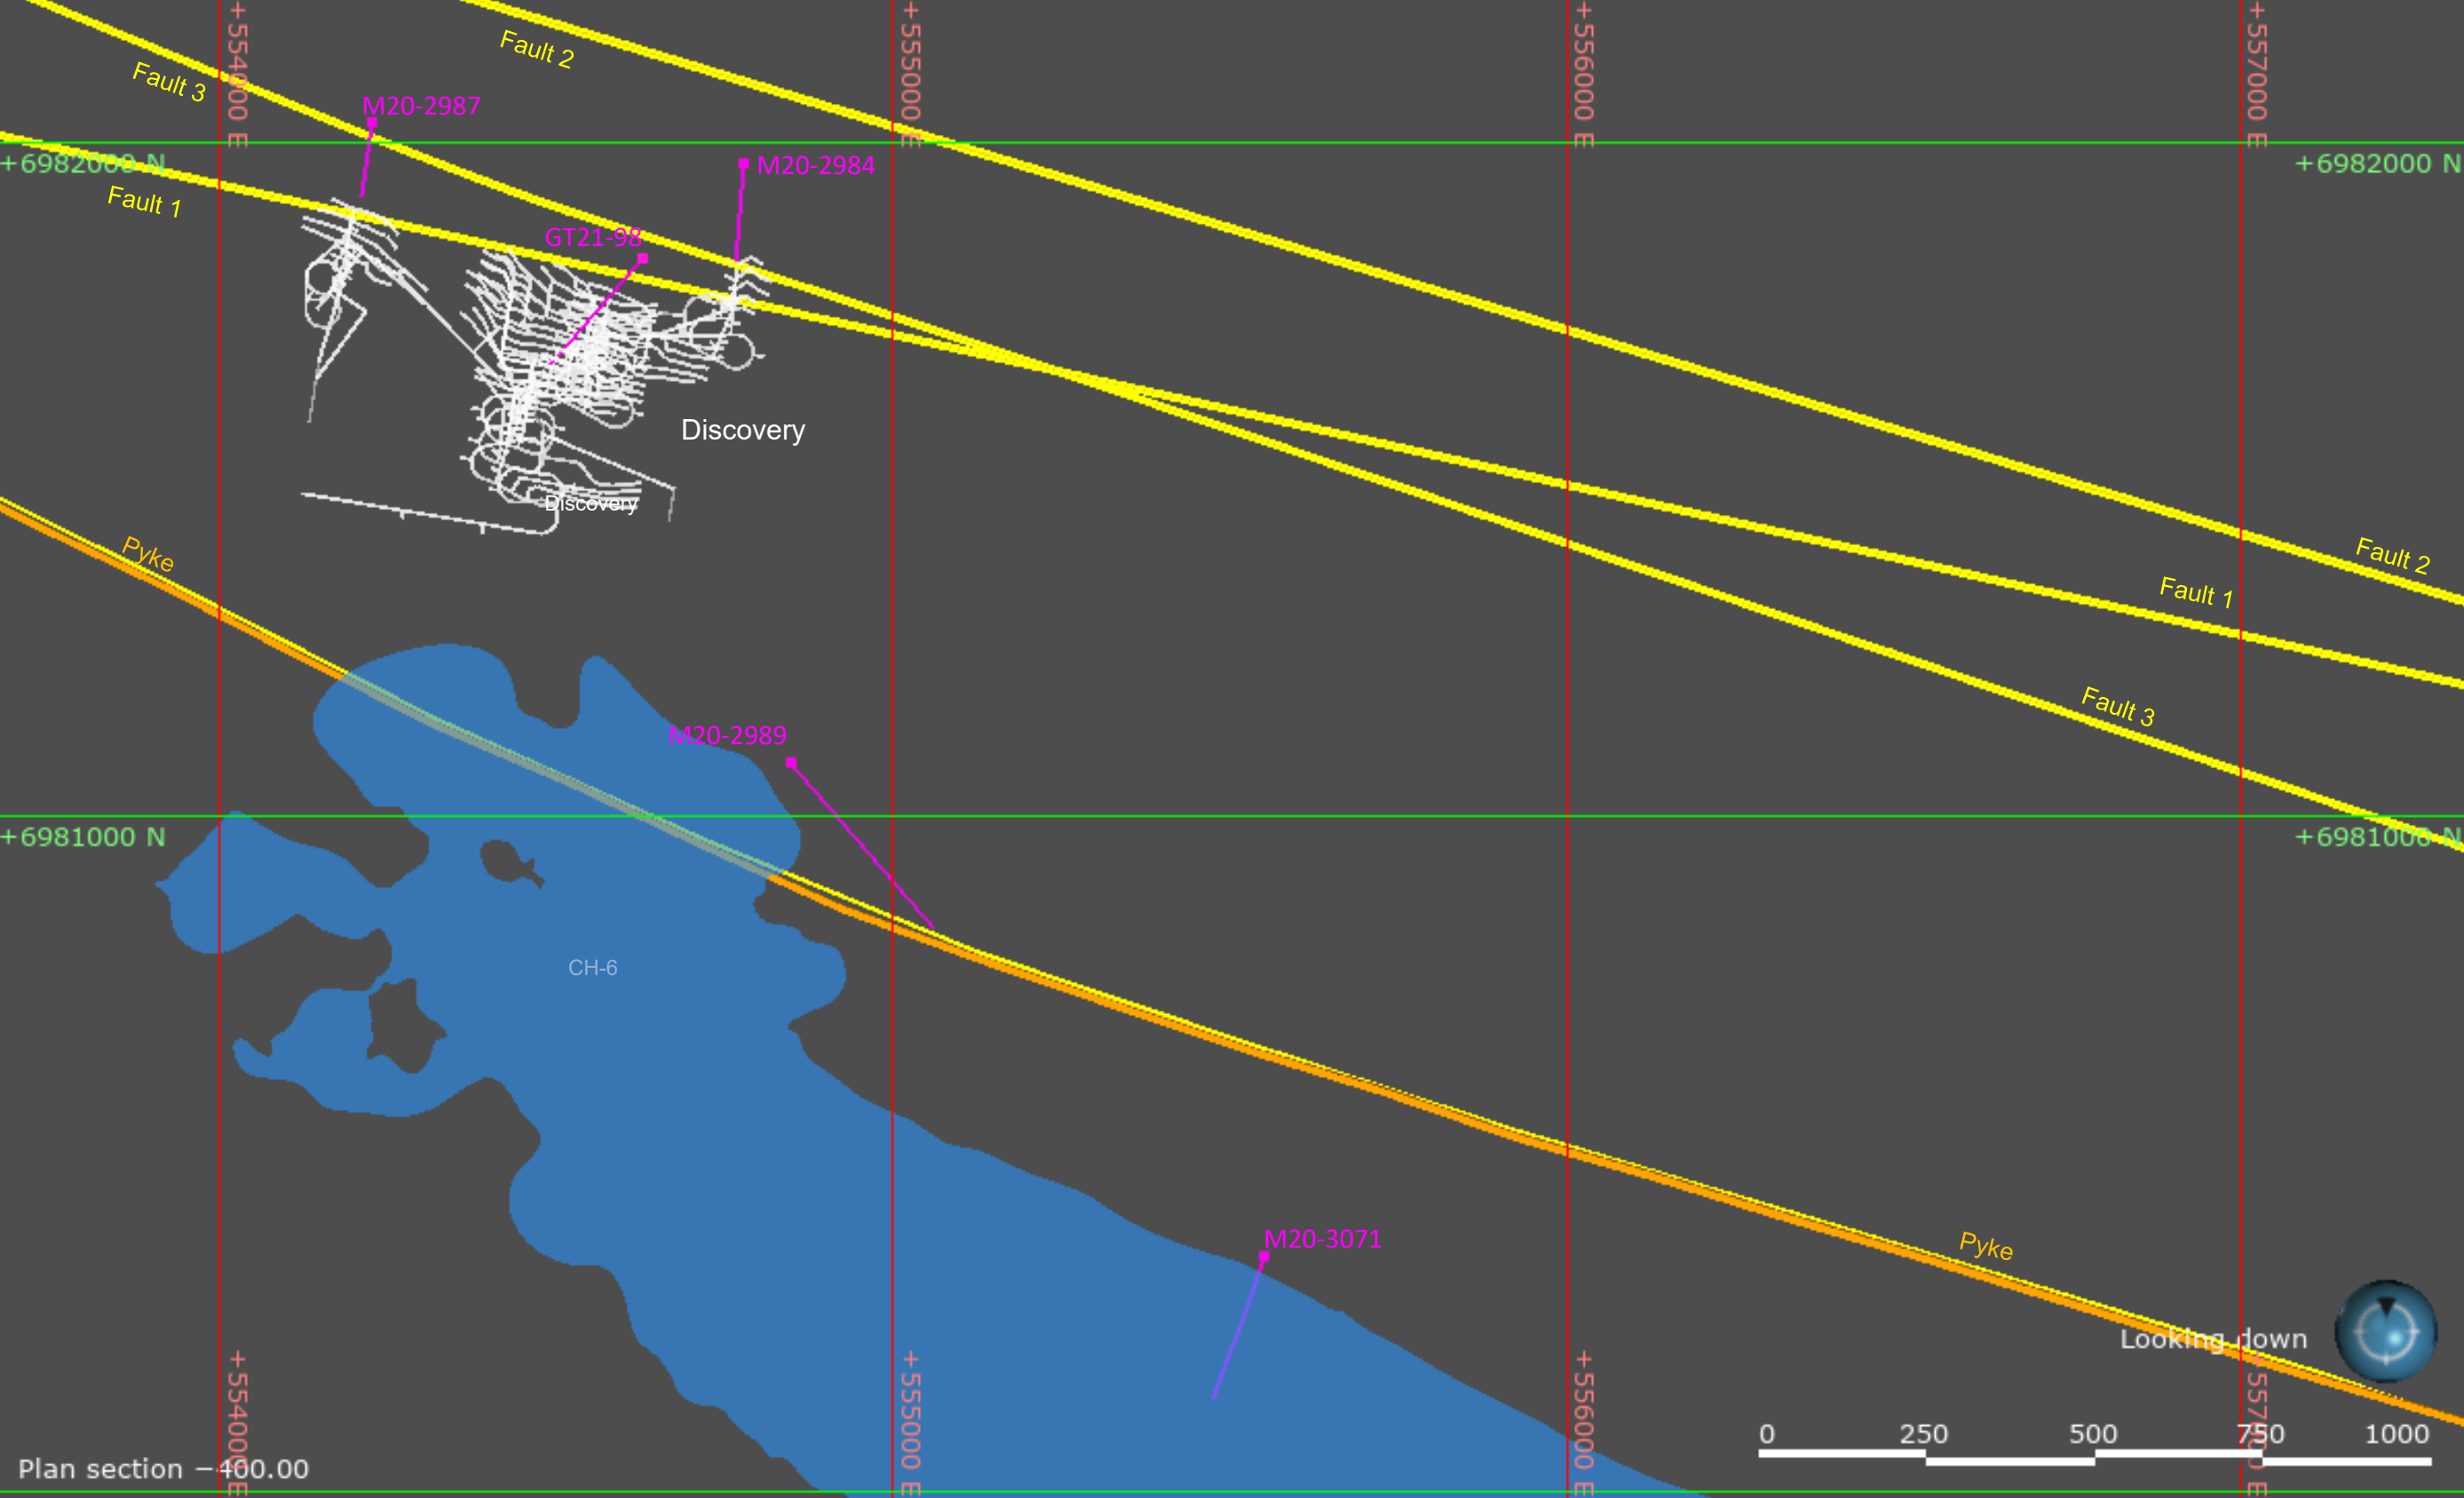 +554000 E
+555000 E
+556000 E
+557000 E
Fault 2
Fault 3
M20-2987
+6982000 N
M20-2984
+6982000 N
Fault 1
GT21-98
Discovery
Discovery
Pyke
Fault 2
Fault 1
Fault 3
M20-2989
+6981000 N
+6981000 N
CH-6
M20-3071
Pyke
Looking down
+554000 E
+555000 E
+556000 E
+557000 E
0 250 500 750 1000
Plan section −400.00